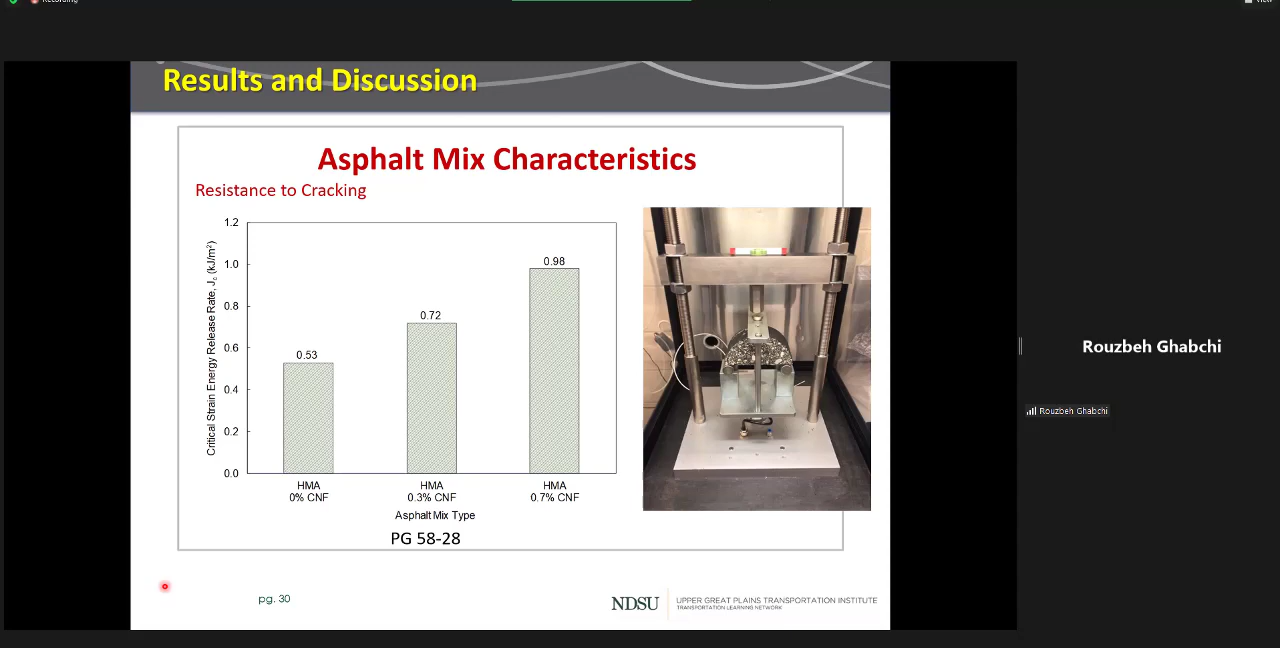 Recording
View
Results and Discussion
Asphalt Mix Characteristics
Resistance to Cracking
Critical Strain Energy Release Rate, Jc (kJ/m²)
1.2
1.0
0.8
0.6
0.4
0.2
0.0
0.53
0.72
0.98
HMA
0% CNF
HMA
0.3% CNF
HMA
0.7% CNF
Asphalt Mix Type
PG 58-28
pg. 30
NDSU
UPPER GREAT PLAINS TRANSPORTATION INSTITUTE
TRANSPORTATION LEARNING NETWORK
Rouzbeh Ghabchi
Rouzbeh Ghabchi